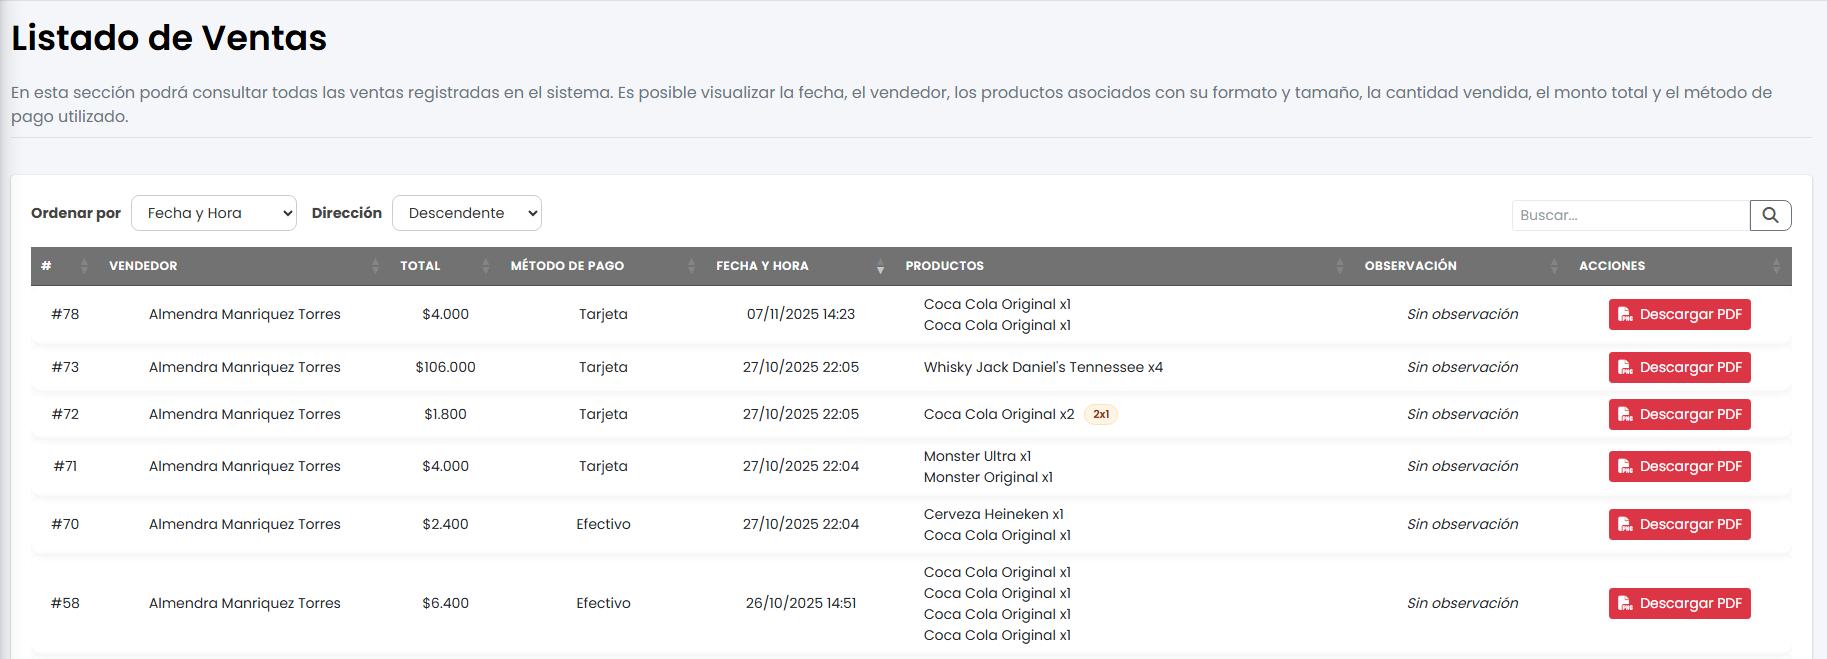 Listado de Ventas
En esta sección podrá consultar todas las ventas registradas en el sistema. Es posible visualizar la fecha, el vendedor, los productos asociados con su formato y tamaño, la cantidad vendida, el monto total y el método de
pago utilizado.
Ordenar por Fecha y Hora Dirección Descendente Buscar...
# VENDEDOR TOTAL MÉTODO DE PAGO FECHA Y HORA PRODUCTOS OBSERVACIÓN ACCIONES
#78 Almendra Manriquez Torres $4.000 Tarjeta 07/11/2025 14:23 Coca Cola Original x1 Sin observación PNG Descargar PDF
Coca Cola Original x1
#73 Almendra Manriquez Torres $106.000 Tarjeta 27/10/2025 22:05 Whisky Jack Daniel's Tennessee x4 Sin observación PNG Descargar PDF
#72 Almendra Manriquez Torres $1.800 Tarjeta 27/10/2025 22:05 Coca Cola Original x2 2x1 Sin observación PNG Descargar PDF
#71 Almendra Manriquez Torres $4.000 Tarjeta 27/10/2025 22:04 Monster Ultra x1 Sin observación PNG Descargar PDF
Monster Original x1
#70 Almendra Manriquez Torres $2.400 Efectivo 27/10/2025 22:04 Cerveza Heineken x1 Sin observación PNG Descargar PDF
Coca Cola Original x1
#58 Almendra Manriquez Torres $6.400 Efectivo 26/10/2025 14:51 Coca Cola Original x1 Sin observación PNG Descargar PDF
Coca Cola Original x1
Coca Cola Original x1
Coca Cola Original x1